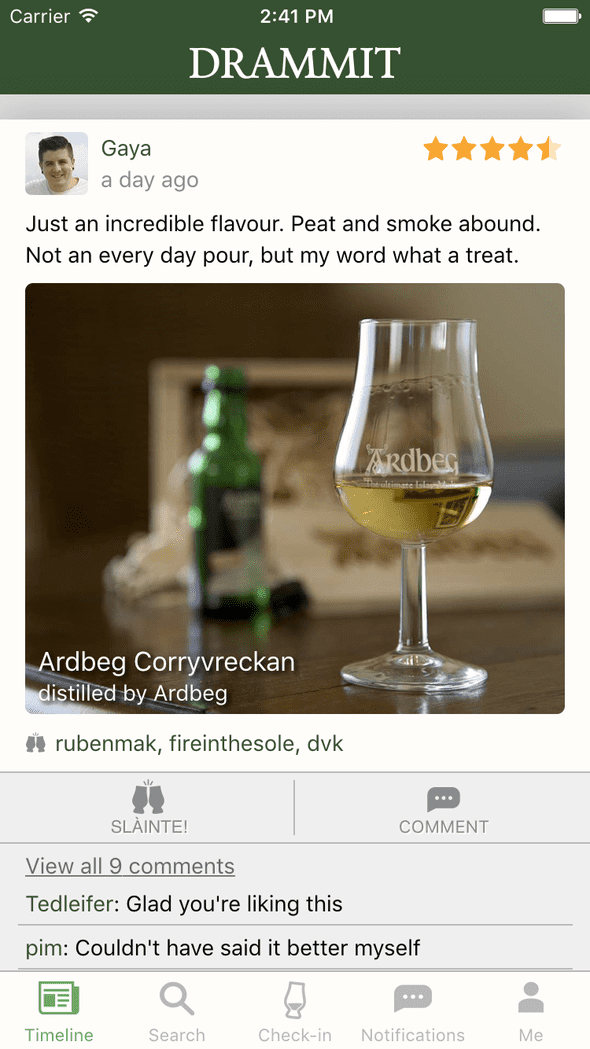 Carrier
2:41 PM
DRAMMIT
Gaya
a day ago
Just an incredible flavour. Peat and smoke abound.
Not an every day pour, but my word what a treat.
Ardbeg
The Ultimate Islay Malt
Ardbeg Corryvreckan
distilled by Ardbeg
rubenmak, fireinthesole, dvk
SLÀINTE!
COMMENT
View all 9 comments
Tedleifer: Glad you're liking this
pim: Couldn't have said it better myself
Timeline
Search
Check-in
Notifications
Me